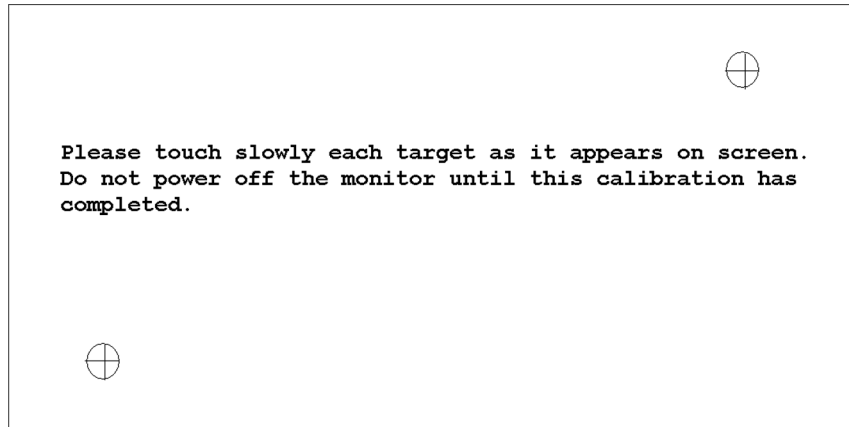 Please touch slowly each target as it appears on screen.
Do not power off the monitor until this calibration has
completed.